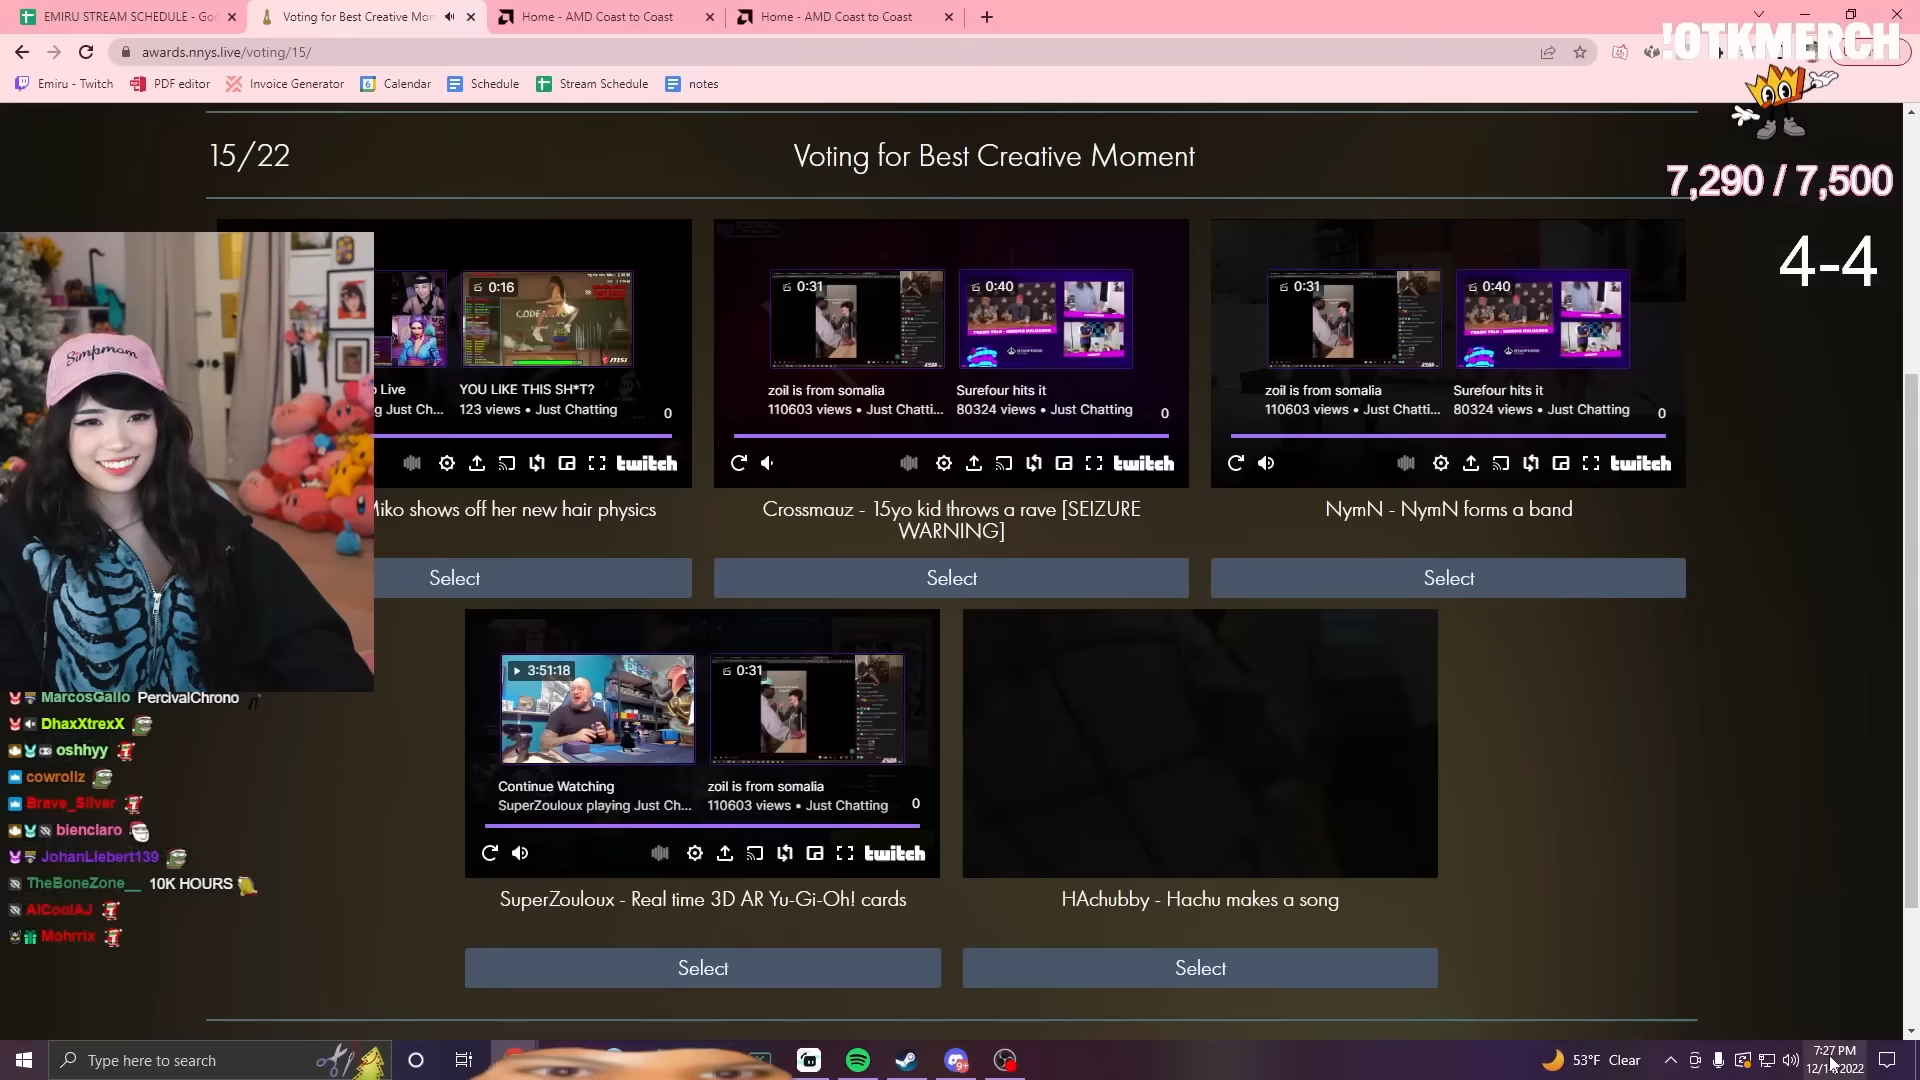 EMIRU STREAM SCHEDULE - Goo
Voting for Best Creative Mom
Home - AMD Coast to Coast
Home - AMD Coast to Coast
awards.nnys.live/voting/15/
!OTKMERCH
Emiru - Twitch
PDF editor
Invoice Generator
Calendar
Schedule
Stream Schedule
notes
15/22
Voting for Best Creative Moment
7,290 / 7,500
4-4
Simpmom
0:16
0:31
0:40
0:31
0:40
YOU LIKE THIS SH*T?
123 views • Just Chatting
zoil is from somalia
110603 views • Just Chatti...
Surefour hits it
80324 views • Just Chatting
zoil is from somalia
110603 views • Just Chatti...
Surefour hits it
80324 views • Just Chatting
o Live
g Just Ch...
0
0
0
twitch
twitch
twitch
Miko shows off her new hair physics
Crossmauz - 15yo kid throws a rave [SEIZURE
WARNING]
NymN - NymN forms a band
Select
Select
Select
3:51:18
0:31
Continue Watching
SuperZouloux playing Just Ch...
zoil is from somalia
110603 views • Just Chatting
0
twitch
SuperZouloux - Real time 3D AR Yu-Gi-Oh! cards
HAchubby - Hachu makes a song
Select
Select
MarcosGallo PercivalChrono
DhaxXtrexX
oshhyy
cowrollz
Brave_Silver
bienclaro
JohanLiebert139
TheBoneZone__ 10K HOURS
AlCoolAJ
Mohrrix
Type here to search
53°F Clear
7:27 PM
12/14/2022